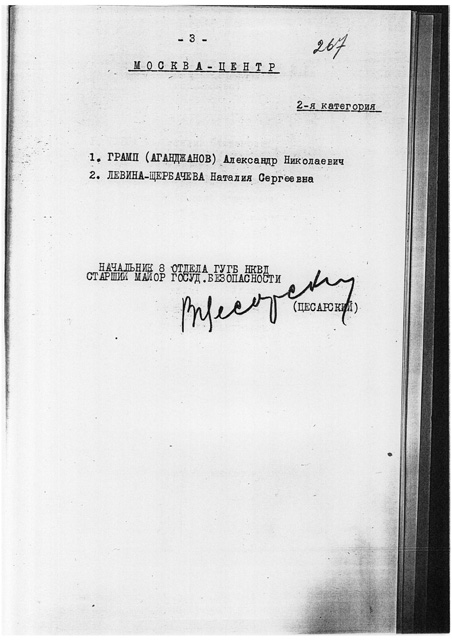 - 3 -
267
МОСКВА-ЦЕНТР
2-я категория
1. ГРАМП (АГАНДЖАНОВ) Александр Николаевич
2. ЛЕВИНА-ЩЕРБАЧЕВА Наталия Сергеевна
НАЧАЛЬНИК 8 ОТДЕЛА ГУГБ НКВД
СТАРШИЙ МАЙОР ГОСУД.БЕЗОПАСНОСТИ
ВЦесарский
(ЦЕСАРСКИЙ)